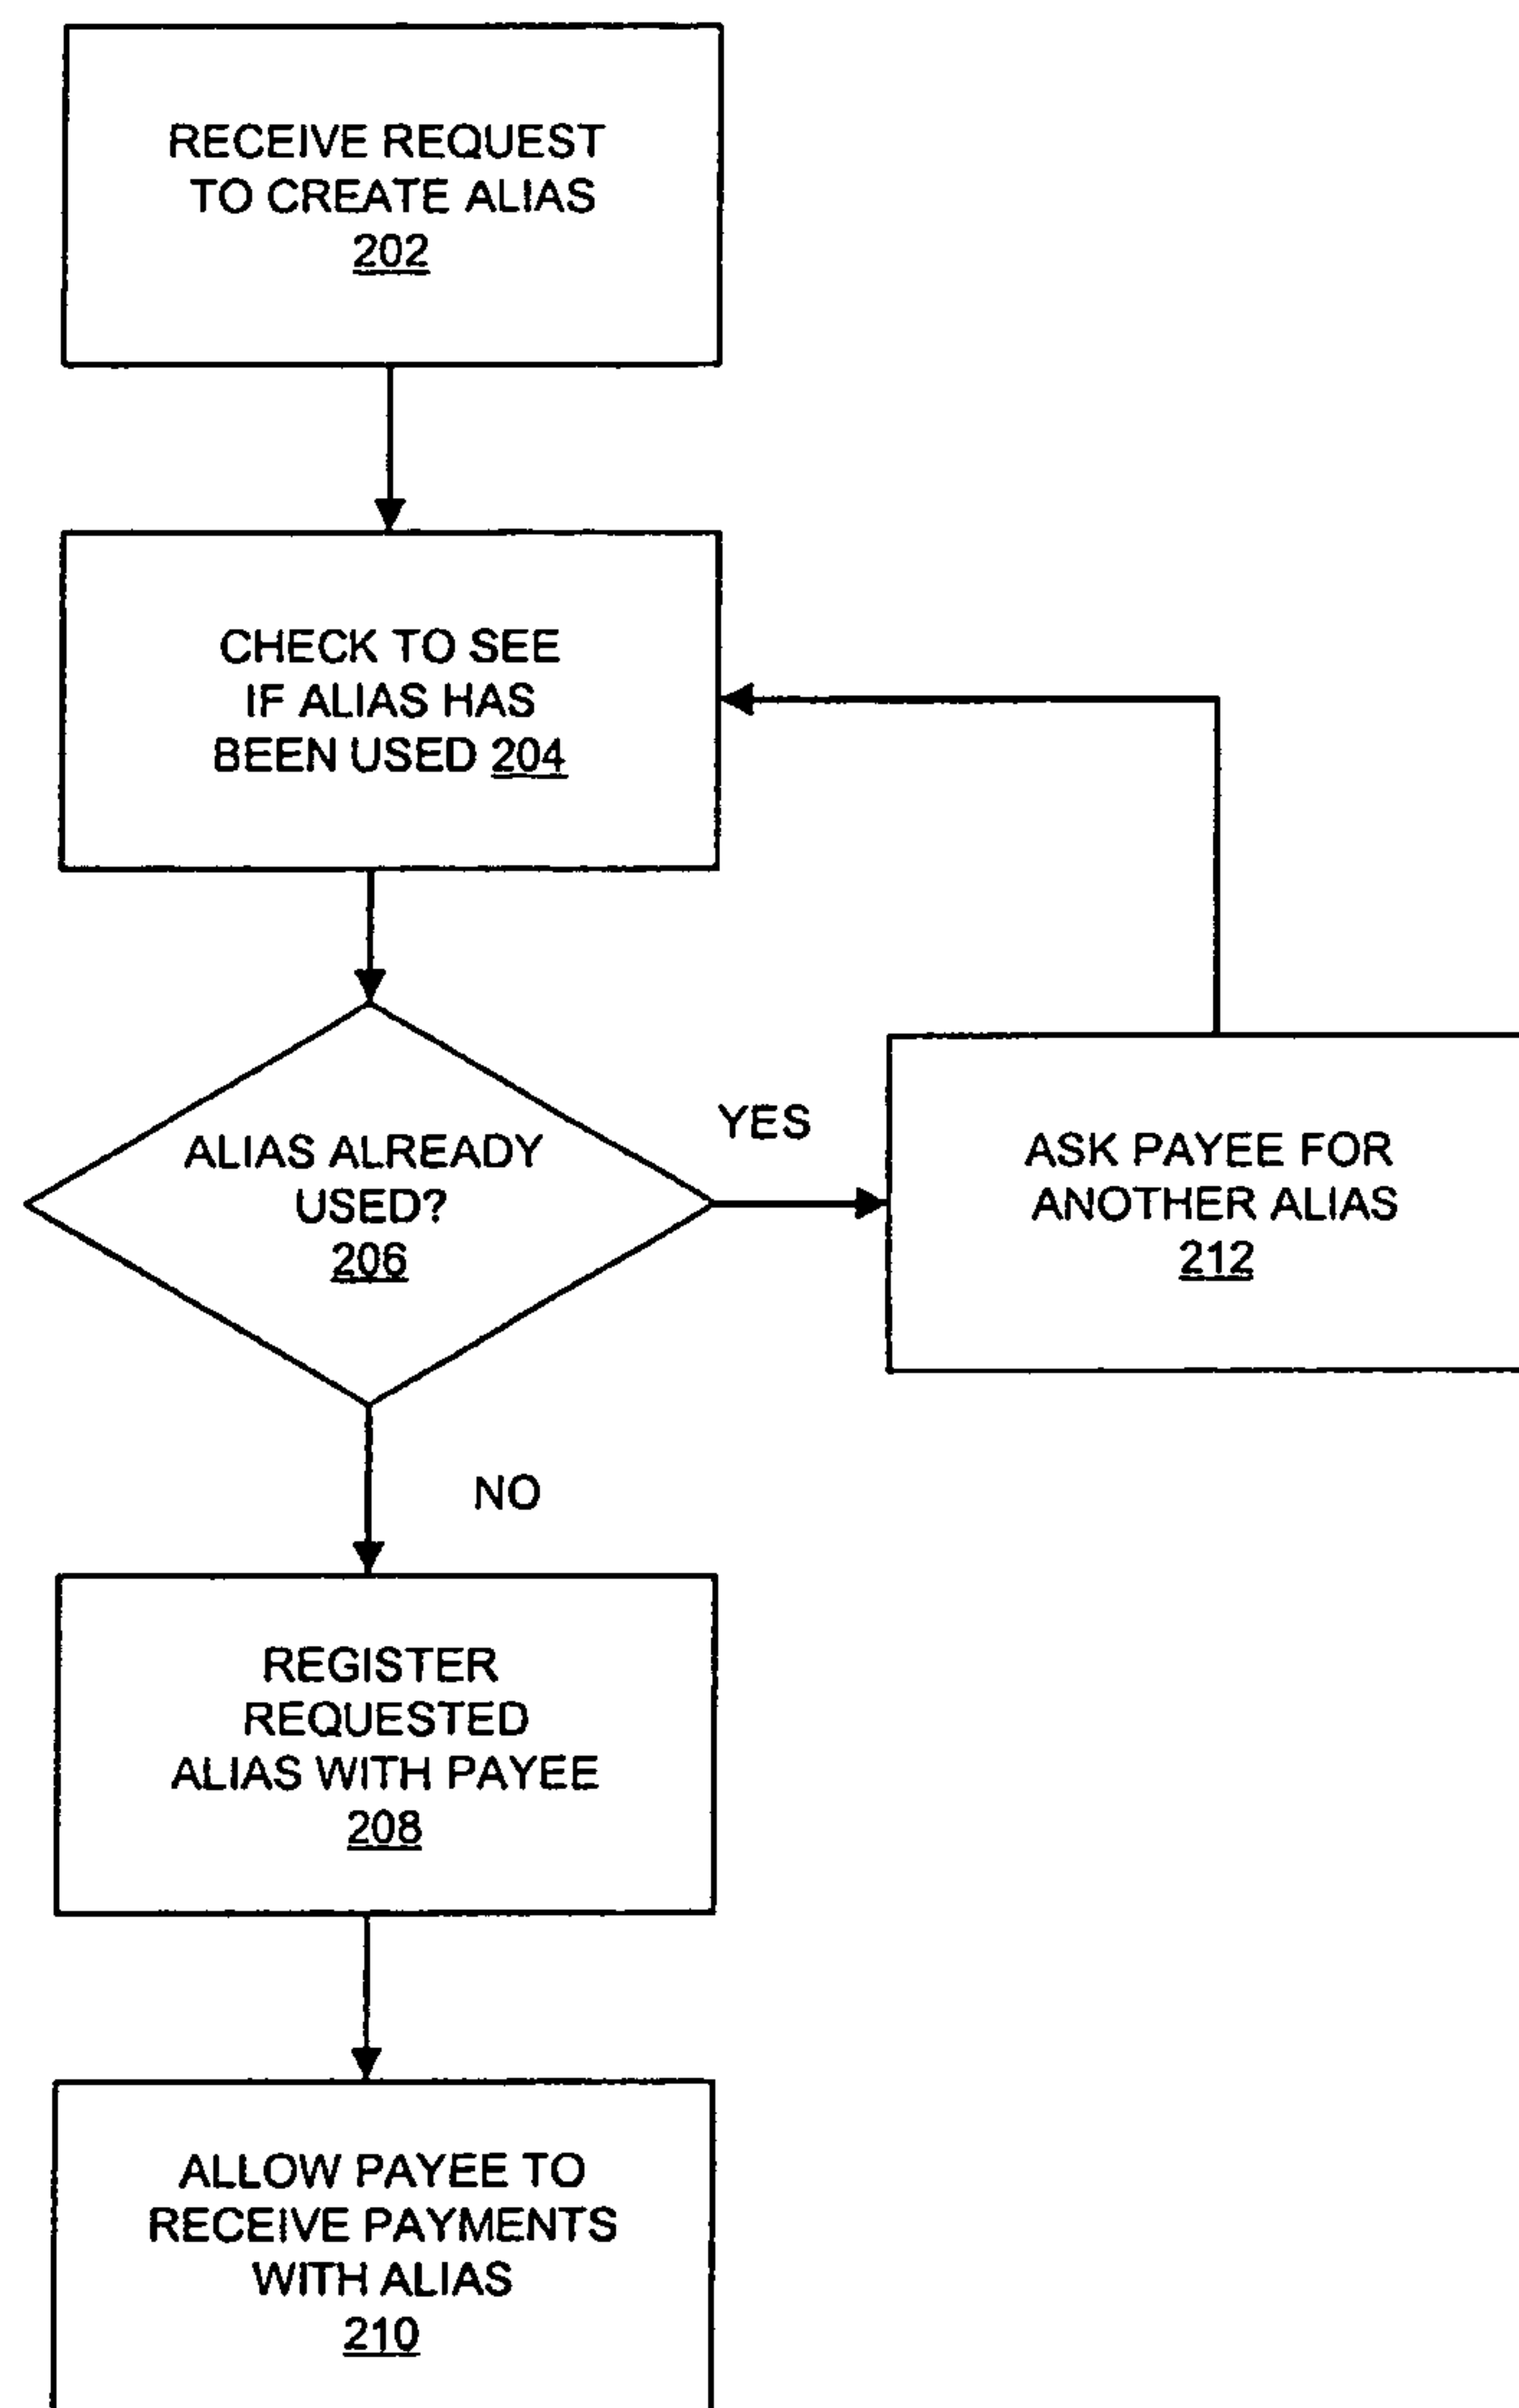 RECEIVE REQUEST
TO CREATE ALIAS
202
CHECK TO SEE
IF ALIAS HAS
BEEN USED 204
ALIAS ALREADY
USED?
206
YES
ASK PAYEE FOR
ANOTHER ALIAS
212
NO
REGISTER
REQUESTED
ALIAS WITH PAYEE
208
ALLOW PAYEE TO
RECEIVE PAYMENTS
WITH ALIAS
210